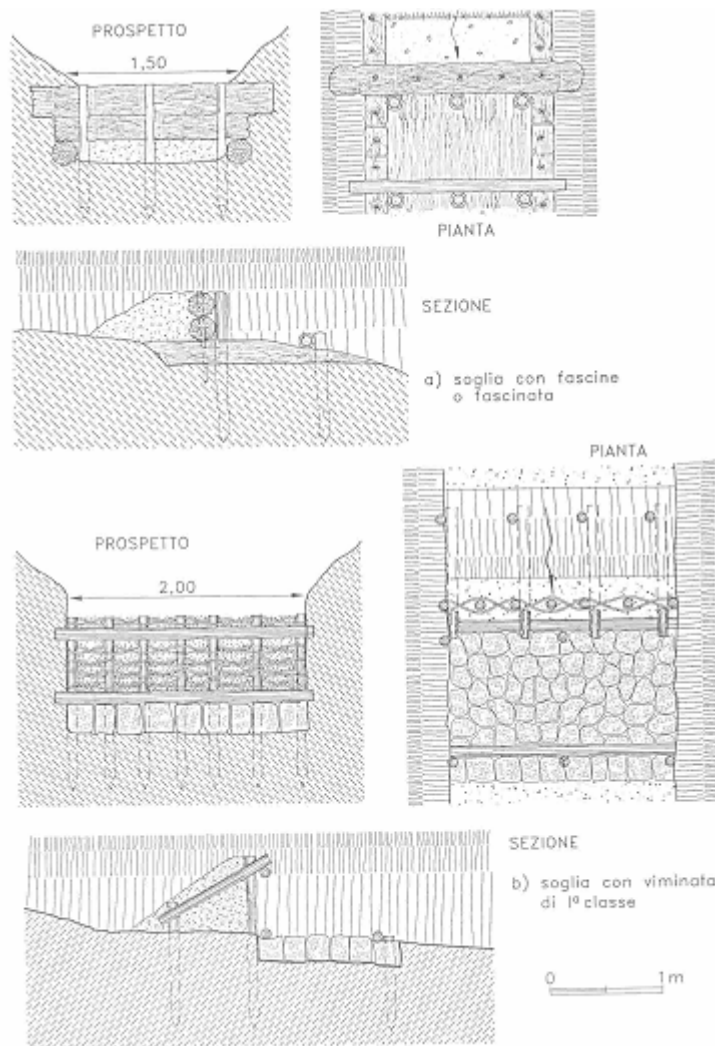 PROSPETTO
1,50
PIANTA
SEZIONE
a) soglia con fascine
o fascinata
PIANTA
PROSPETTO
2,00
SEZIONE
b) soglia con viminata
di 1ª classe
0 1m